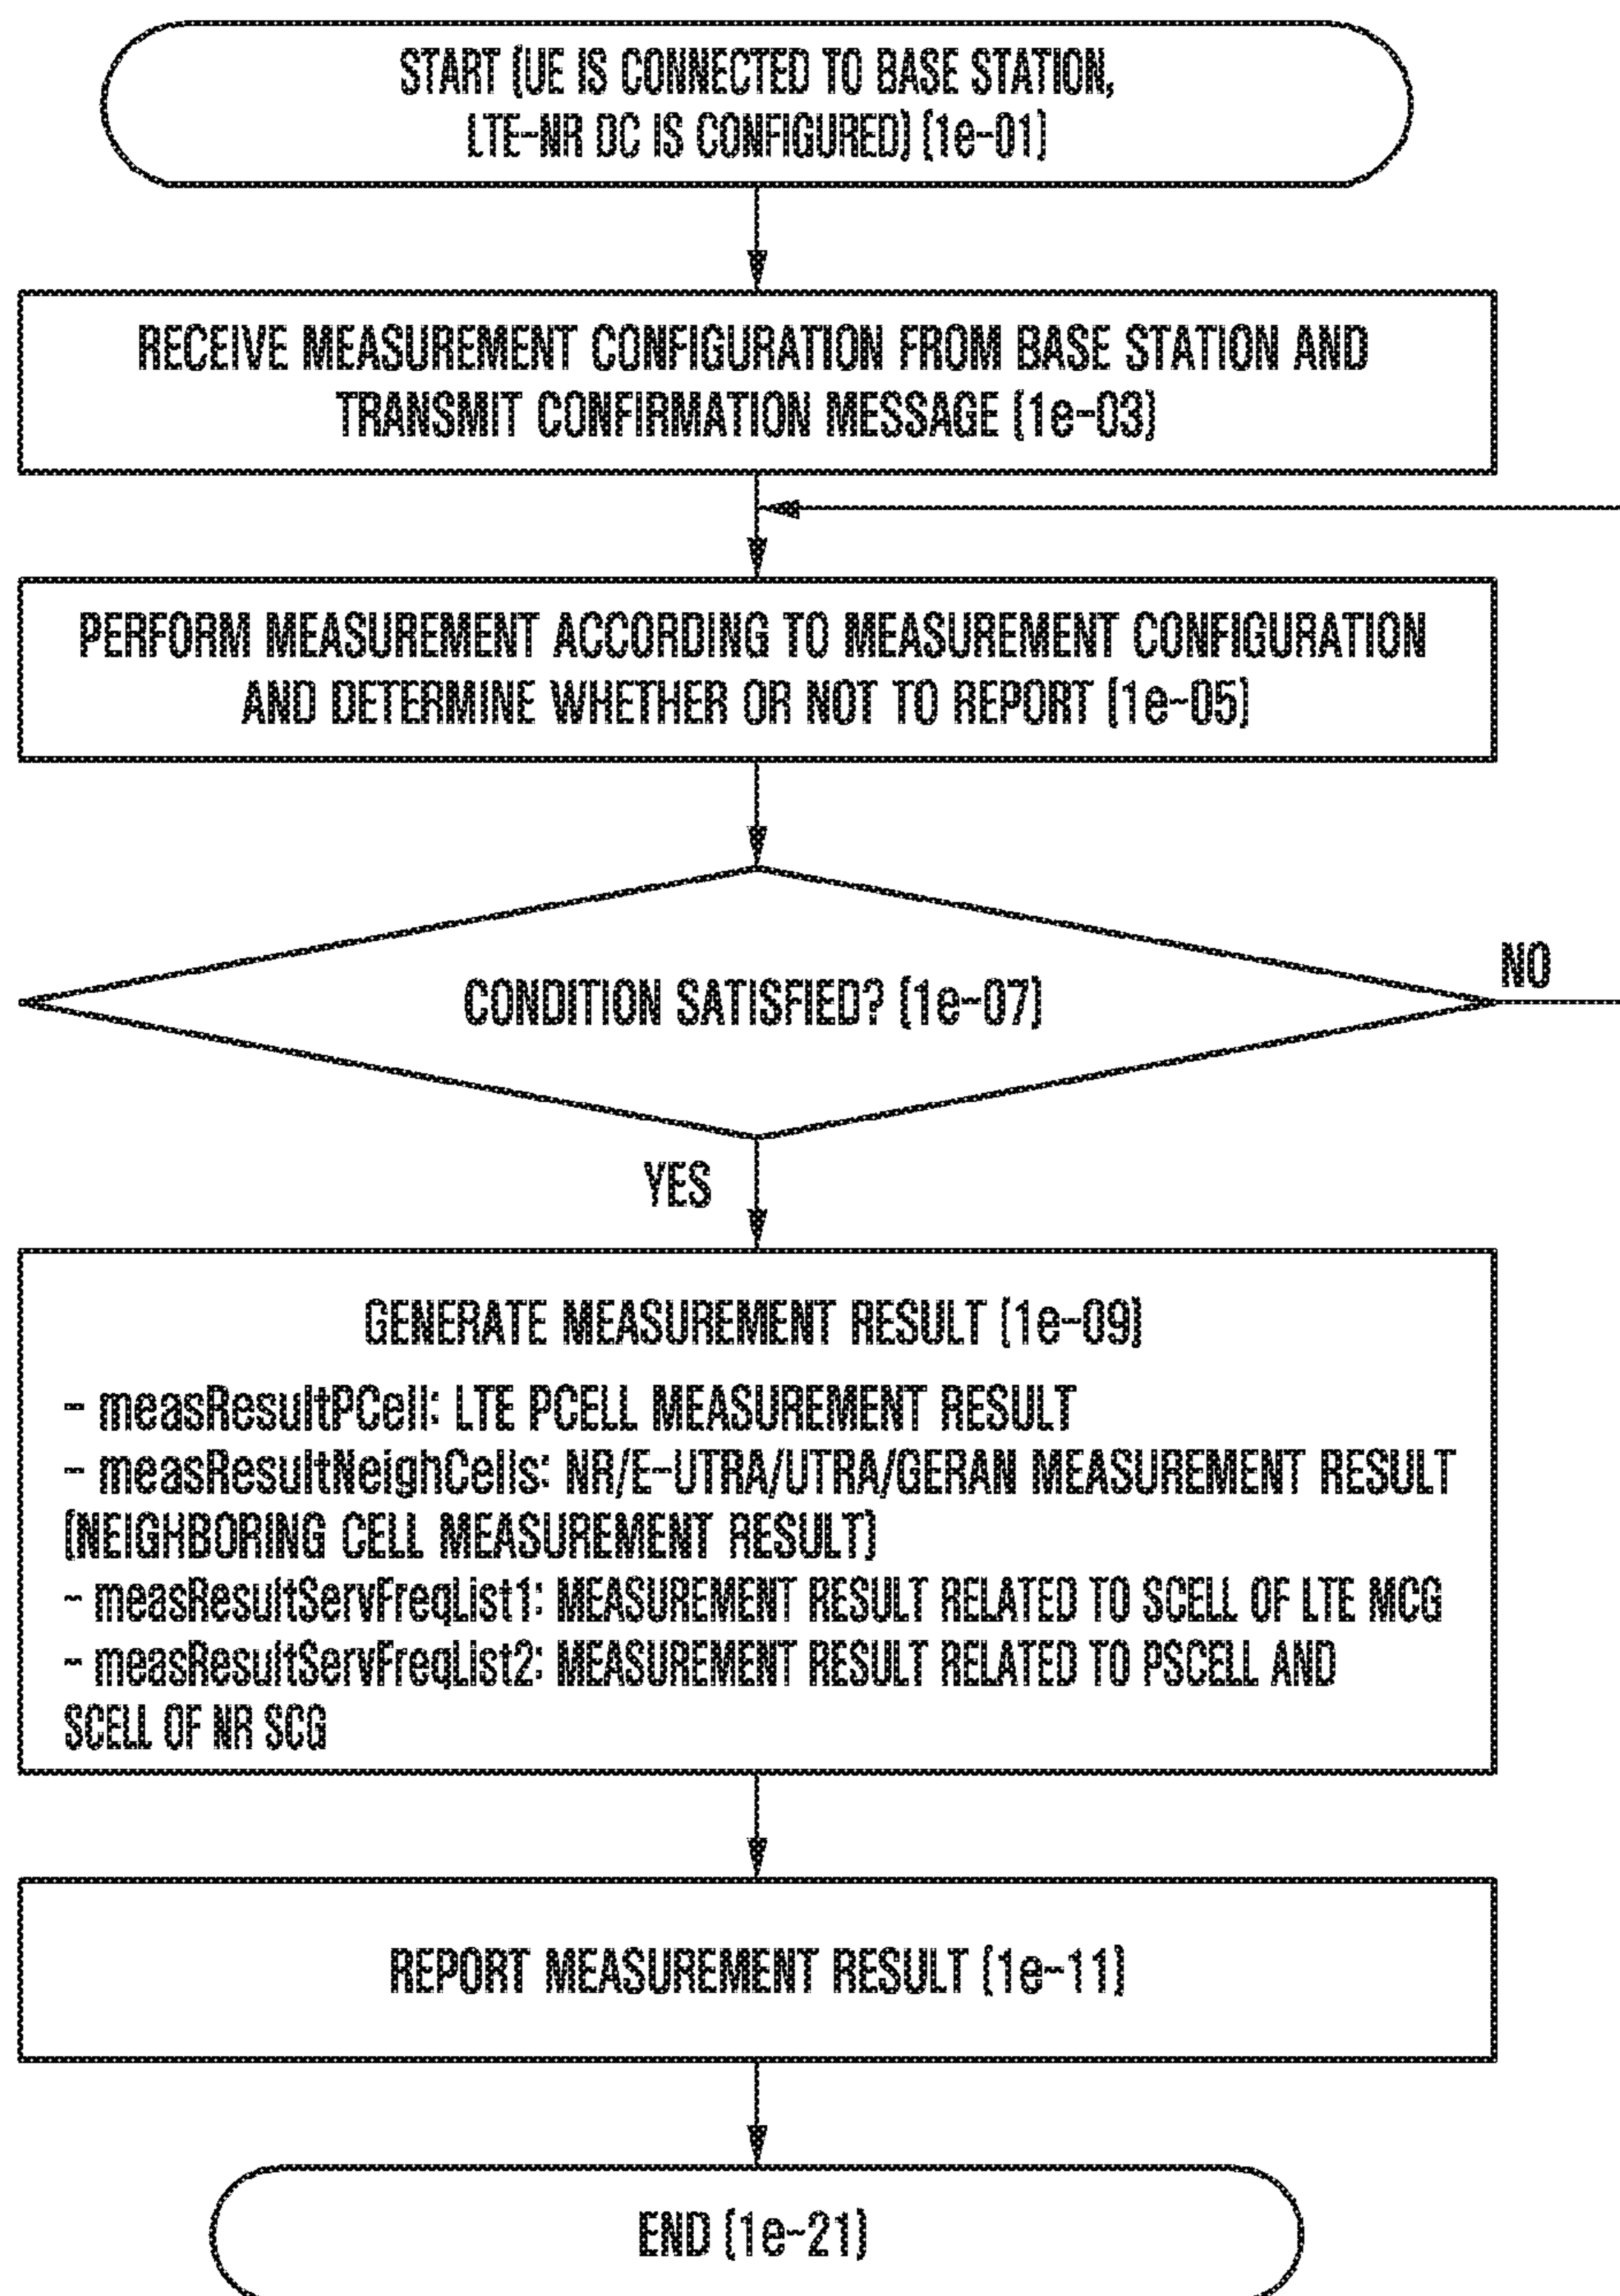 START (UE IS CONNECTED TO BASE STATION,
LTE-NR DC IS CONFIGURED) (1e-01)
RECEIVE MEASUREMENT CONFIGURATION FROM BASE STATION AND
TRANSMIT CONFIRMATION MESSAGE (1e-03)
PERFORM MEASUREMENT ACCORDING TO MEASUREMENT CONFIGURATION
AND DETERMINE WHETHER OR NOT TO REPORT (1e-05)
CONDITION SATISFIED? (1e-07)
NO
YES
GENERATE MEASUREMENT RESULT (1e-09)
- measResultPCell: LTE PCELL MEASUREMENT RESULT
- measResultNeighCells: NR/E-UTRA/UTRA/GERAN MEASUREMENT RESULT
(NEIGHBORING CELL MEASUREMENT RESULT)
- measResultServFreqList1: MEASUREMENT RESULT RELATED TO SCELL OF LTE MCG
- measResultServFreqList2: MEASUREMENT RESULT RELATED TO PSCELL AND
SCELL OF NR SCG
REPORT MEASUREMENT RESULT (1e-11)
END (1e-21)